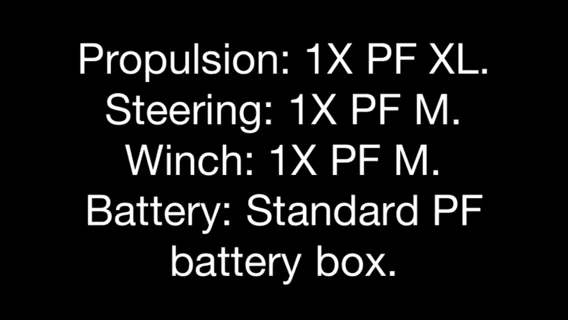 Propulsion: 1X PF XL.
Steering: 1X PF M.
Winch: 1X PF M.
Battery: Standard PF
battery box.